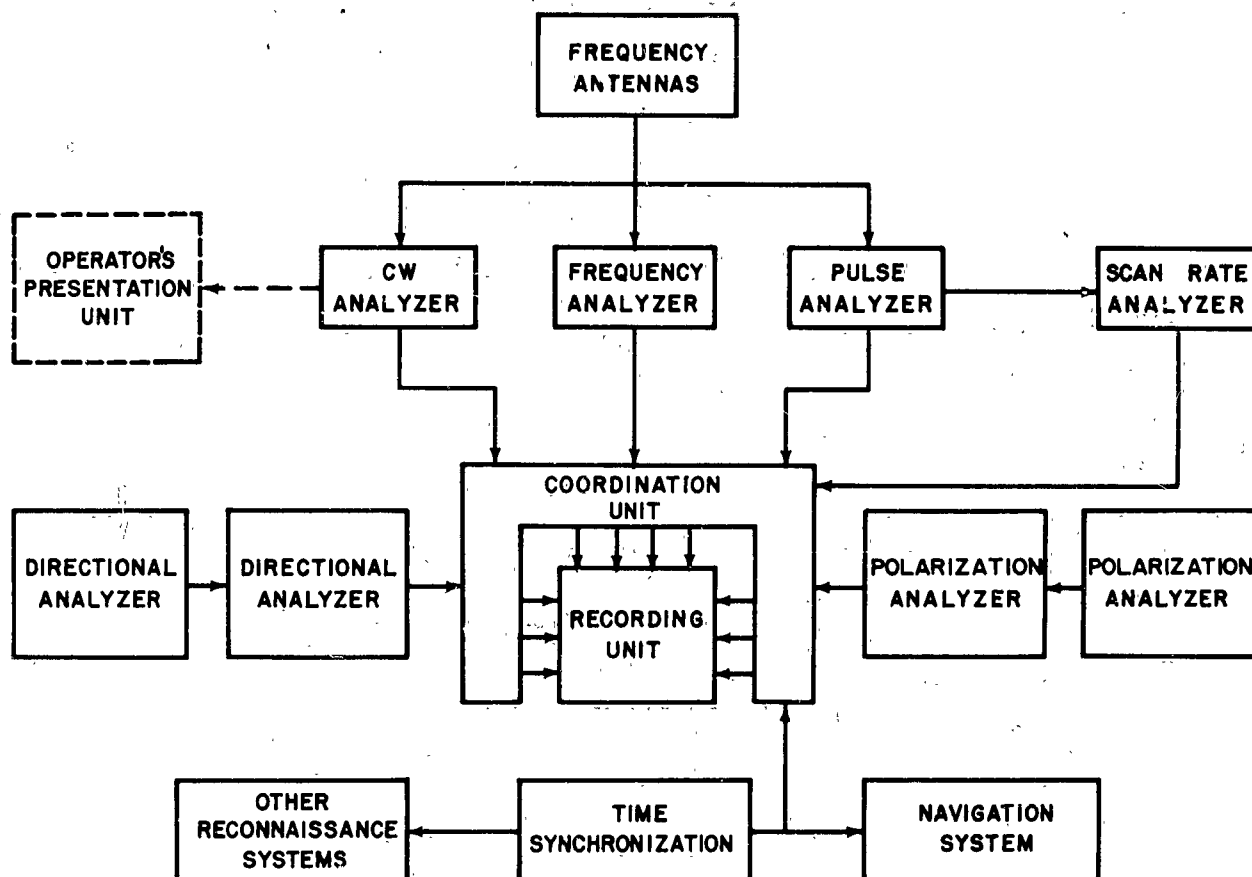 FREQUENCY
ANTENNAS
OPERATOR'S
PRESENTATION
UNIT
CW
ANALYZER
FREQUENCY
ANALYZER
PULSE
ANALYZER
SCAN RATE
ANALYZER
COORDINATION
UNIT
DIRECTIONAL
ANALYZER
DIRECTIONAL
ANALYZER
RECORDING
UNIT
POLARIZATION
ANALYZER
POLARIZATION
ANALYZER
OTHER
RECONNAISSANCE
SYSTEMS
TIME
SYNCHRONIZATION
NAVIGATION
SYSTEM